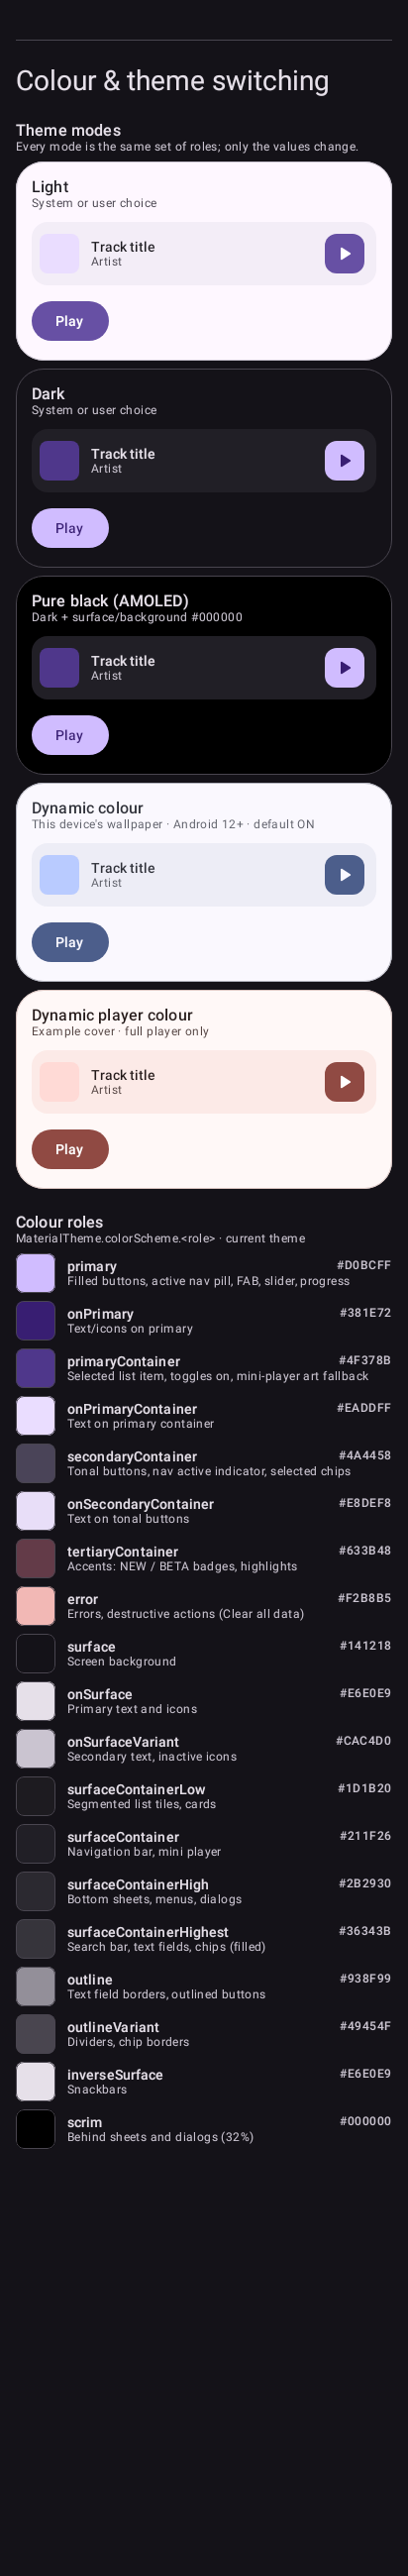 Colour & theme switching
Theme modes
Every mode is the same set of roles; only the values change.
Light
System or user choice
Track title
Artist
Play
Dark
System or user choice
Track title
Artist
Play
Pure black (AMOLED)
Dark + surface/background #000000
Track title
Artist
Play
Dynamic colour
This device's wallpaper · Android 12+ · default ON
Track title
Artist
Play
Dynamic player colour
Example cover · full player only
Track title
Artist
Play
Colour roles
MaterialTheme.colorScheme.<role> · current theme
primary #D0BCFF
Filled buttons, active nav pill, FAB, slider, progress
onPrimary #381E72
Text/icons on primary
primaryContainer #4F378B
Selected list item, toggles on, mini-player art fallback
onPrimaryContainer #EADDFF
Text on primary container
secondaryContainer #4A4458
Tonal buttons, nav active indicator, selected chips
onSecondaryContainer #E8DEF8
Text on tonal buttons
tertiaryContainer #633B48
Accents: NEW / BETA badges, highlights
error #F2B8B5
Errors, destructive actions (Clear all data)
surface #141218
Screen background
onSurface #E6E0E9
Primary text and icons
onSurfaceVariant #CAC4D0
Secondary text, inactive icons
surfaceContainerLow #1D1B20
Segmented list tiles, cards
surfaceContainer #211F26
Navigation bar, mini player
surfaceContainerHigh #2B2930
Bottom sheets, menus, dialogs
surfaceContainerHighest #36343B
Search bar, text fields, chips (filled)
outline #938F99
Text field borders, outlined buttons
outlineVariant #49454F
Dividers, chip borders
inverseSurface #E6E0E9
Snackbars
scrim #000000
Behind sheets and dialogs (32%)